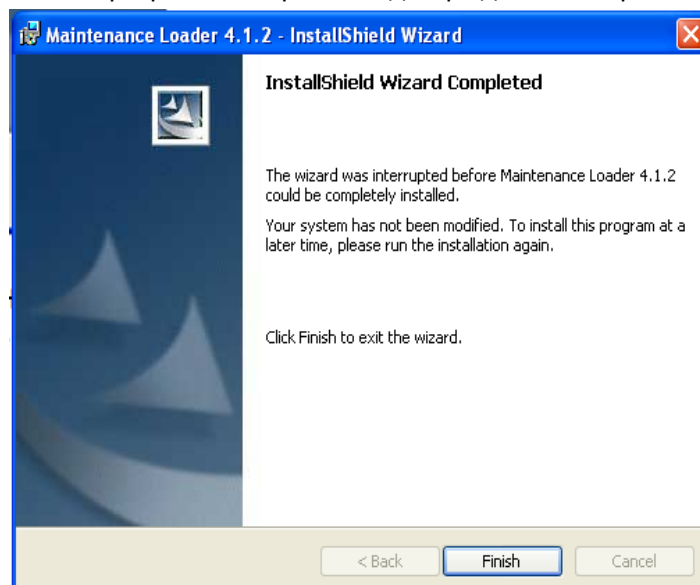 Maintenance Loader 4.1.2 - InstallShield Wizard
InstallShield Wizard Completed
The wizard was interrupted before Maintenance Loader 4.1.2
could be completely installed.
Your system has not been modified. To install this program at a
later time, please run the installation again.
Click Finish to exit the wizard.
< Back
Finish
Cancel